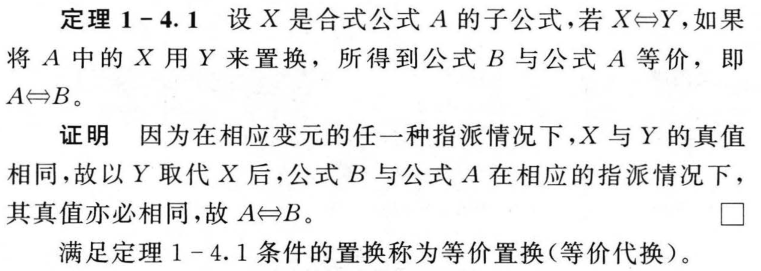 定理 1-4.1 设 X 是合式公式 A 的子公式,若 X⇔Y,如果
将 A 中的 X 用 Y 来置换，所得到公式 B 与公式 A 等价，即
A⇔B。
证明 因为在相应变元的任一种指派情况下,X 与 Y 的真值
相同,故以 Y 取代 X 后,公式 B 与公式 A 在相应的指派情况下,
其真值亦必相同,故 A⇔B。 □
满足定理 1-4.1 条件的置换称为等价置换(等价代换)。